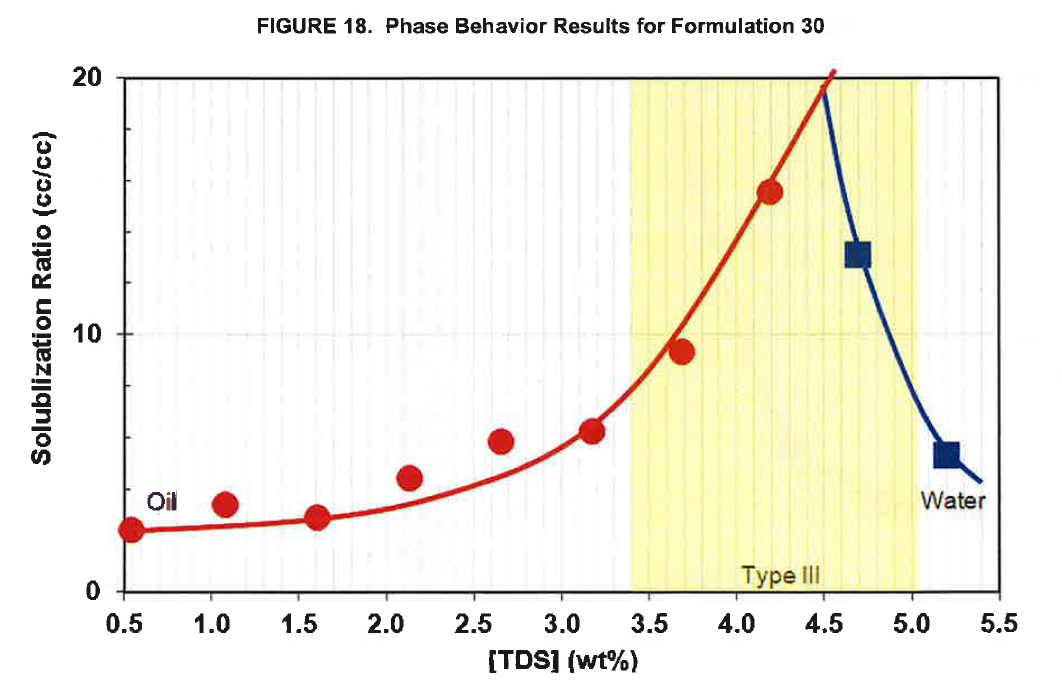 FIGURE 18.  Phase Behavior Results for Formulation 30
Solublization Ratio (cc/cc)
20
10
0
Oil
Water
Type III
0.5 1.0 1.5 2.0 2.5 3.0 3.5 4.0 4.5 5.0 5.5
[TDS] (wt%)